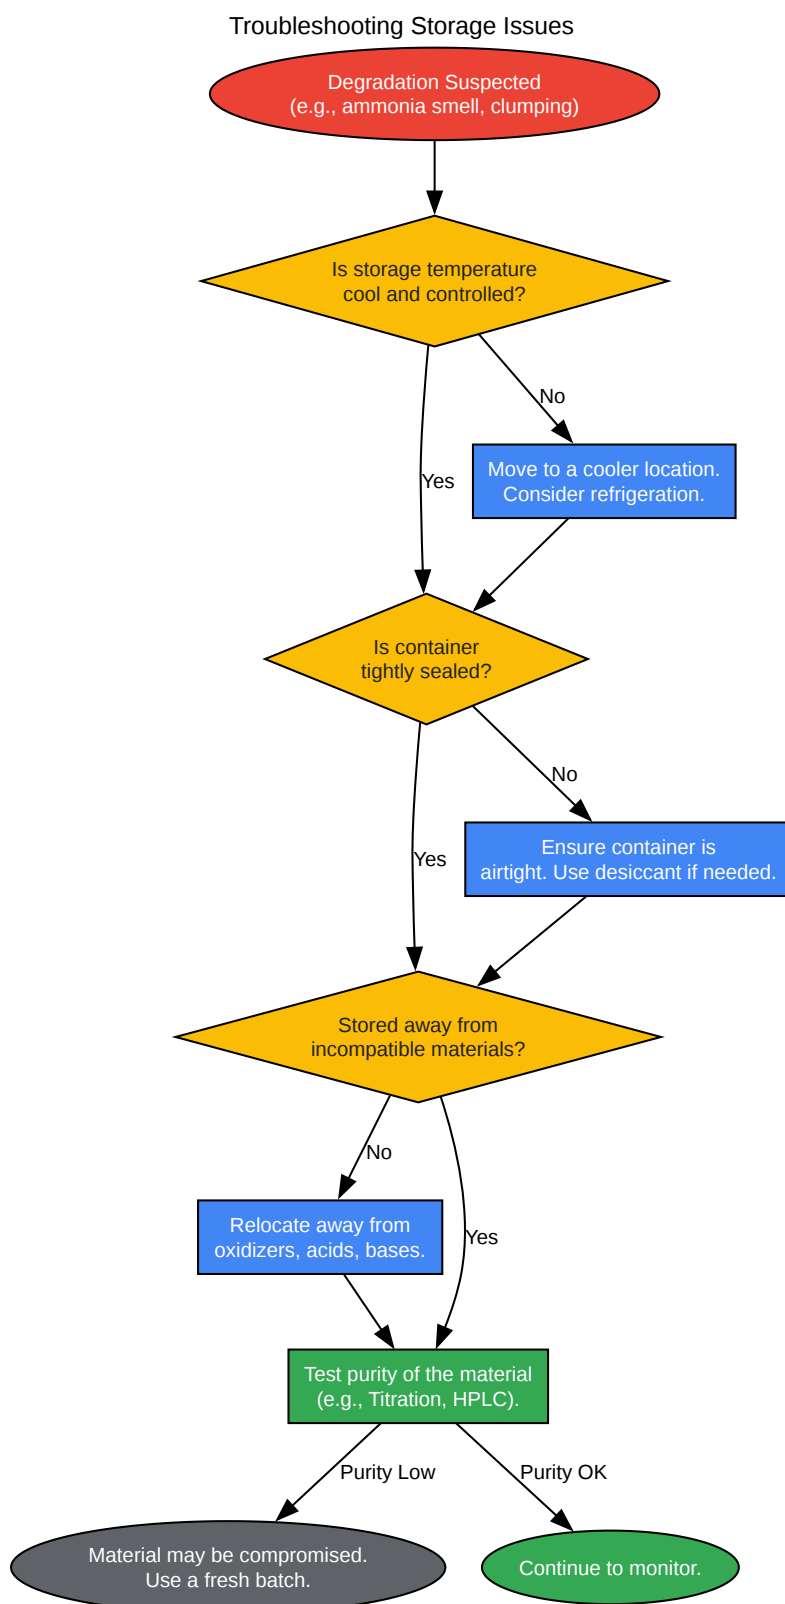 Troubleshooting Storage Issues
Degradation Suspected
(e.g., ammonia smell, clumping)
Is storage temperature
cool and controlled?
No
Move to a cooler location.
Consider refrigeration.
Yes
Is container
tightly sealed?
No
Ensure container is
airtight. Use desiccant if needed.
Yes
Stored away from
incompatible materials?
No
Relocate away from
oxidizers, acids, bases.
Yes
Test purity of the material
(e.g., Titration, HPLC).
Purity Low
Purity OK
Material may be compromised.
Use a fresh batch.
Continue to monitor.